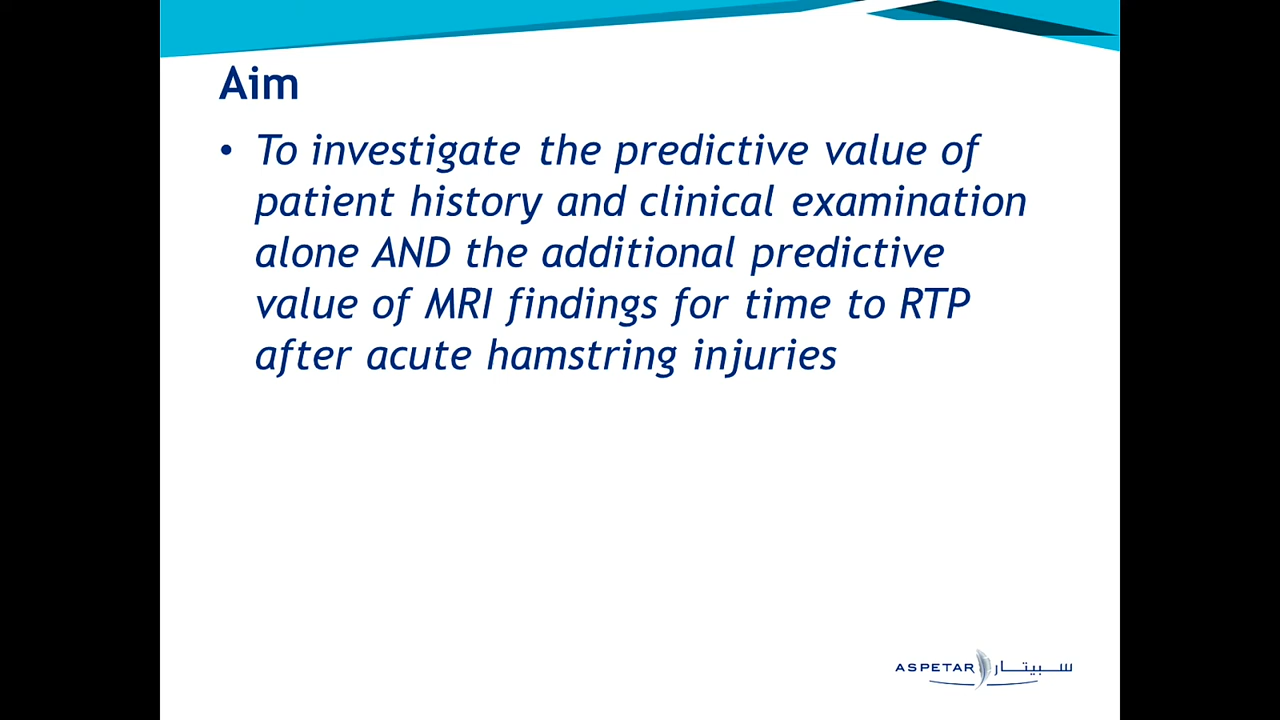 Aim
• To investigate the predictive value of
patient history and clinical examination
alone AND the additional predictive
value of MRI findings for time to RTP
after acute hamstring injuries
ASPETAR سبيتار